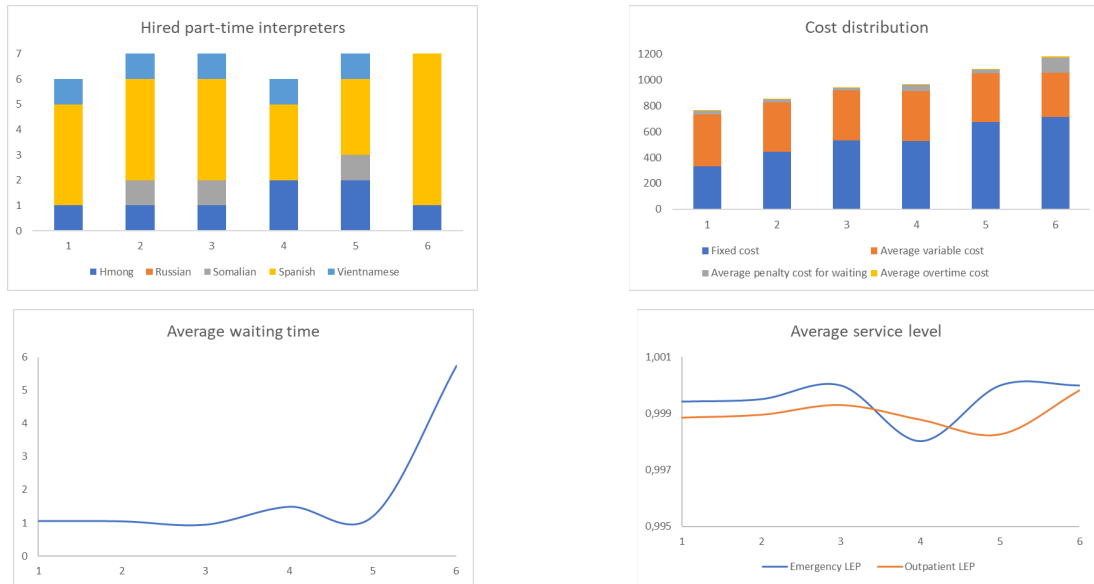 Hired part-time interpreters
7
6
5
4
3
2
1
0
1 2 3 4 5 6
Hmong Russian Somalian Spanish Vientnamese
Cost distribution
1200
1000
800
600
400
200
0
1 2 3 4 5 6
Fixed cost Average variable cost
Average penalty cost for waiting Average overtime cost
Average waiting time
6
5
4
3
2
1
0
1 2 3 4 5 6
Average service level
1,001
0,999
0,997
0,995
1 2 3 4 5 6
Emergency LEP Outpatient LEP